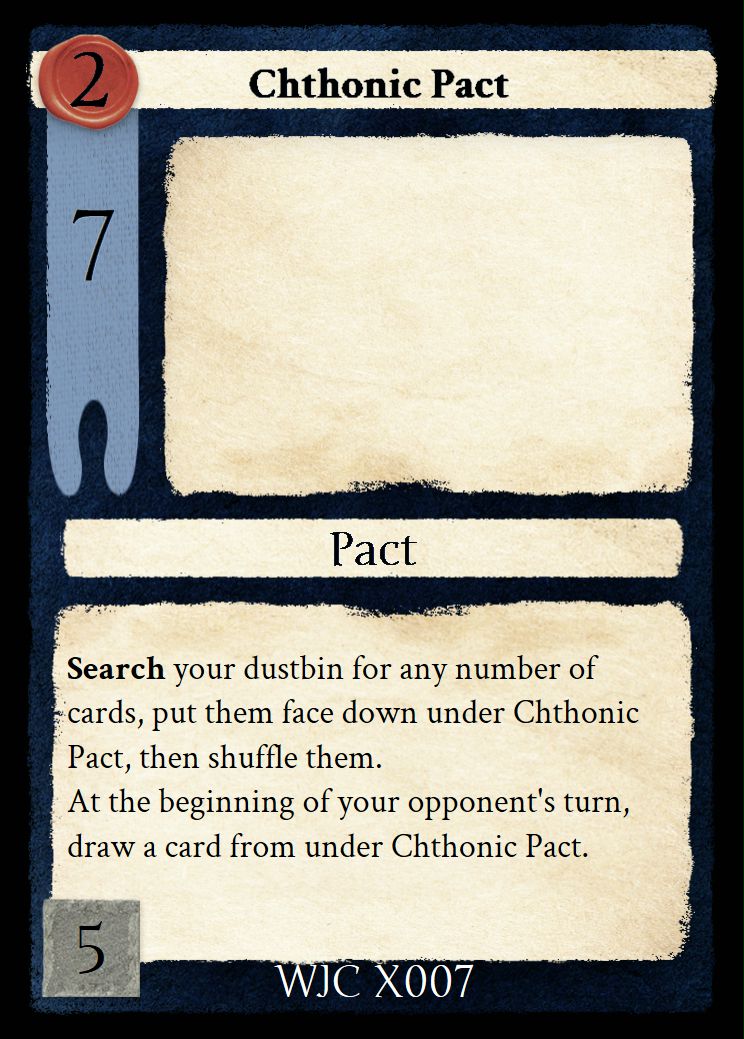 2
Chthonic Pact
7
Pact
Search your dustbin for any number of
cards, put them face down under Chthonic
Pact, then shuffle them.
At the beginning of your opponent's turn,
draw a card from under Chthonic Pact.
5
WJC X007